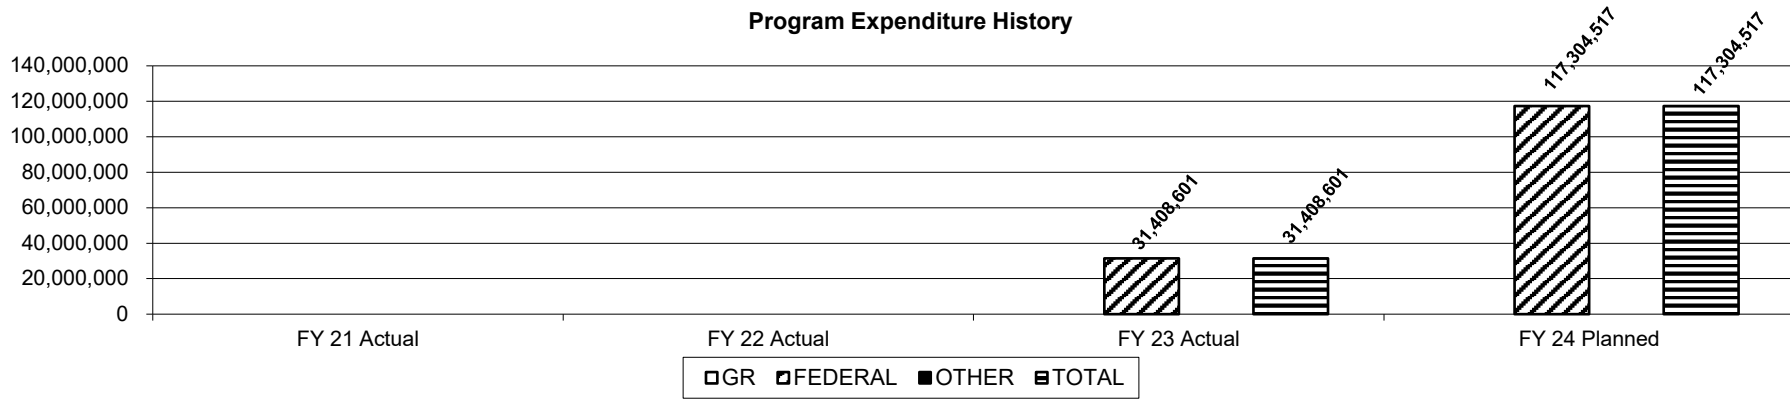 Program Expenditure History
117,304,517
117,304,517
140,000,000
120,000,000
100,000,000
80,000,000
60,000,000
40,000,000
20,000,000
0
31,408,601
31,408,601
FY 21 Actual
FY 22 Actual
FY 23 Actual
FY 24 Planned
GR FEDERAL OTHER TOTAL